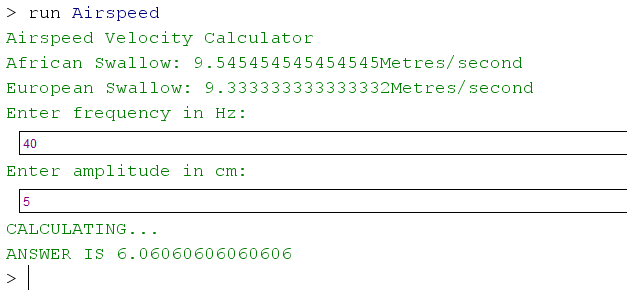 > run Airspeed
Airspeed Velocity Calculator
African Swallow: 9.545454545454545Metres/second
European Swallow: 9.333333333333332Metres/second
Enter frequency in Hz:
40
Enter amplitude in cm:
5
CALCULATING...
ANSWER IS 6.06060606060606
>